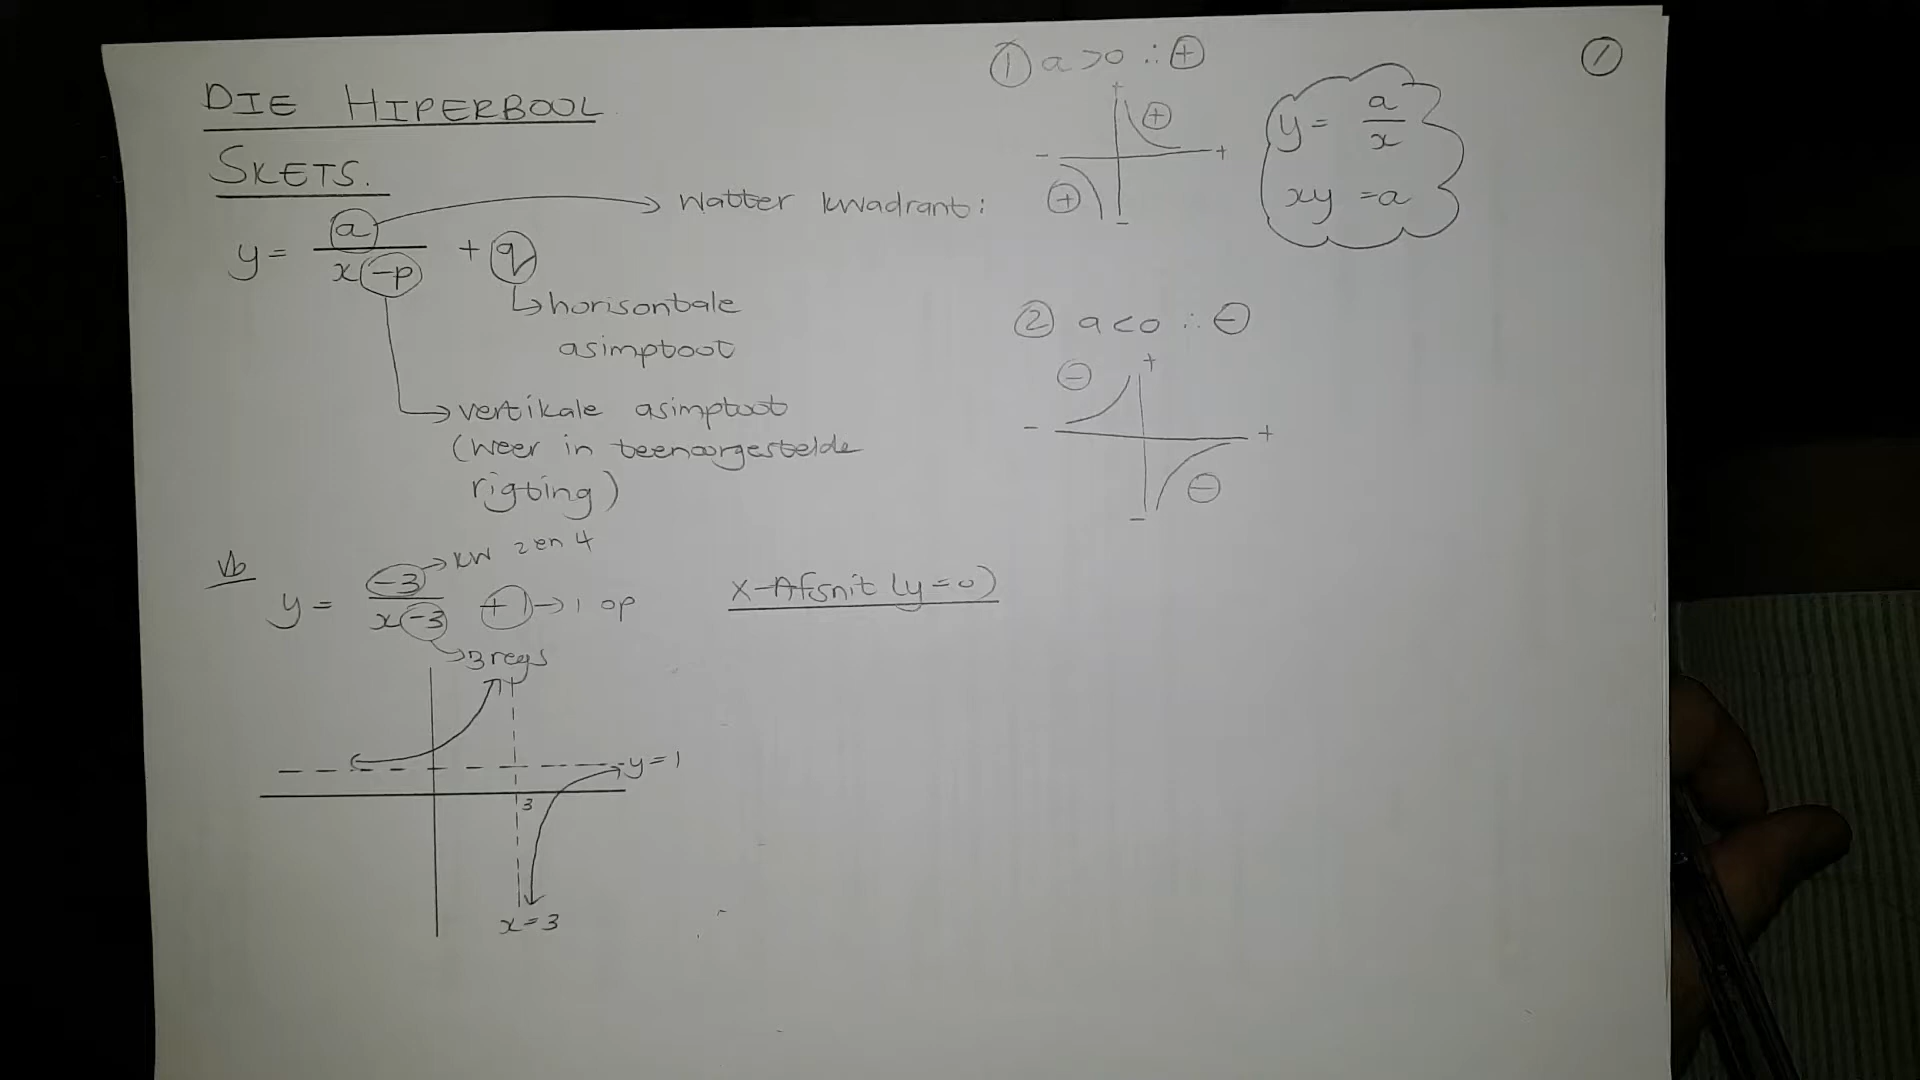 DIE HIPERBOOL
SKETS.
y = a / x - p + q
→ watter kwadrant:
↳ horisontale
asimptoot
→ vertikale asimptoot
(weer in teenoorgestelde
rigting)
① a > 0 ∴ ⊕
+
⊕
- +
⊕
-
y = a / x
xy = a
①
② a < 0 ∴ ⊖
⊖ +
- +
⊖
-
Vb
y = -3 / x - 3 + 1 → 1 op
→ kw 2 en 4
→ 3 regs
y = 1
3
x = 3
X-Afsnit (y = 0)